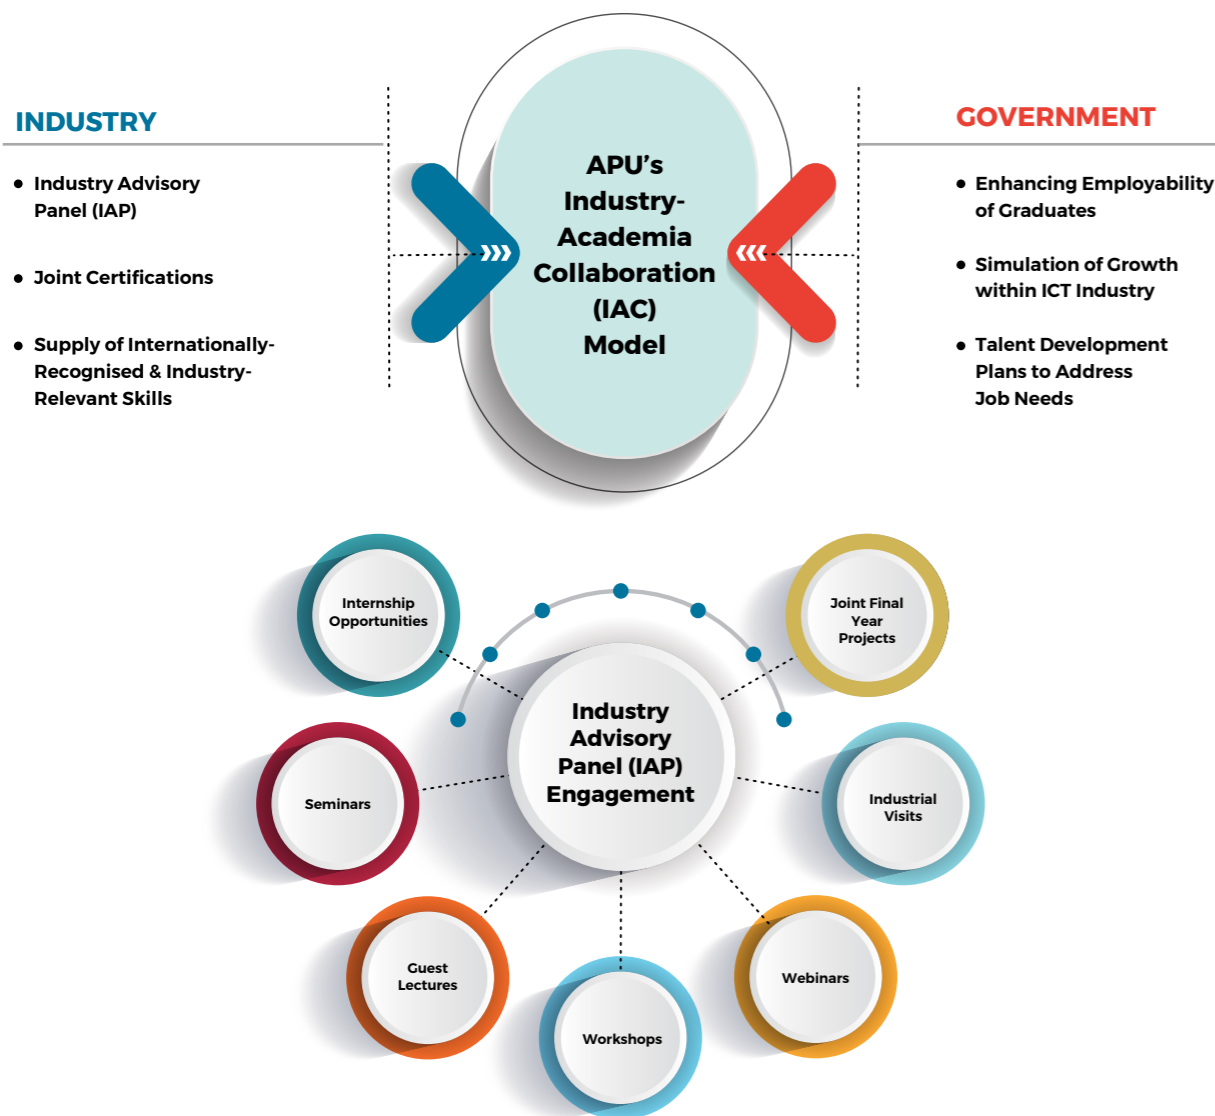 INDUSTRY
• Industry Advisory
Panel (IAP)
• Joint Certifications
• Supply of Internationally-
Recognised & Industry-
Relevant Skills
APU's
Industry-
Academia
Collaboration
(IAC)
Model
GOVERNMENT
• Enhancing Employability
of Graduates
• Simulation of Growth
within ICT Industry
• Talent Development
Plans to Address
Job Needs
Internship
Opportunities
Joint Final
Year
Projects
Industry
Advisory
Panel (IAP)
Engagement
Seminars
Industrial
Visits
Guest
Lectures
Webinars
Workshops